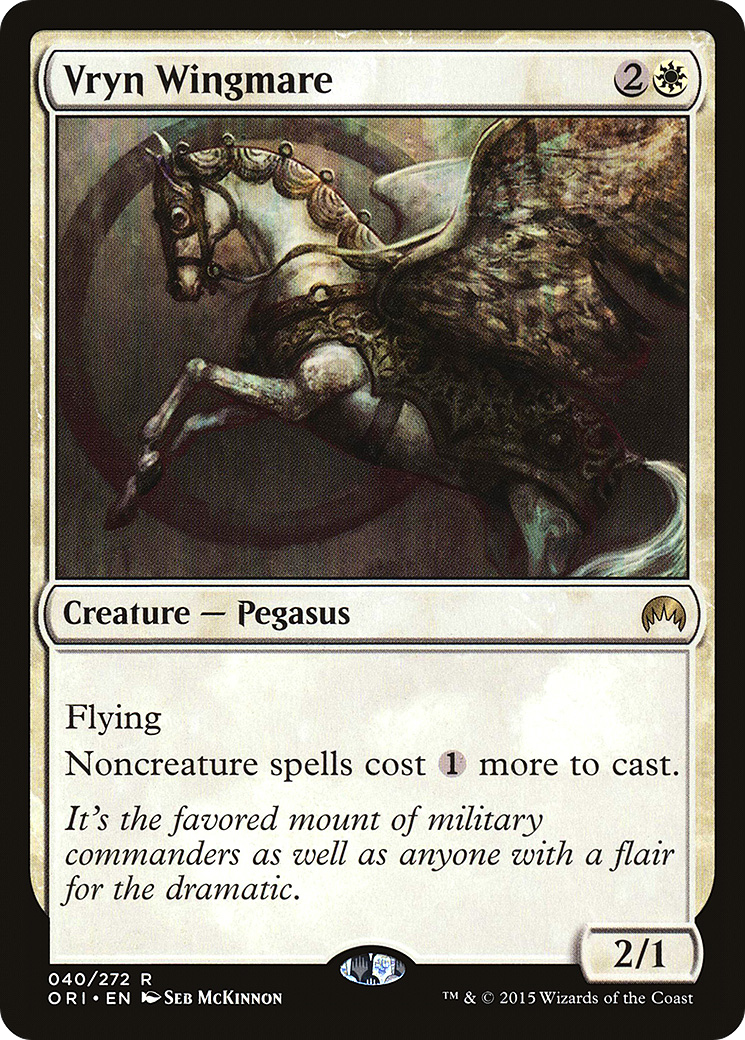 Vryn Wingmare 2
Creature — Pegasus
Flying
Noncreature spells cost 1 more to cast.
It's the favored mount of military
commanders as well as anyone with a flair
for the dramatic.
2/1
040/272 R
ORI • EN Seb McKinnon
™ & © 2015 Wizards of the Coast